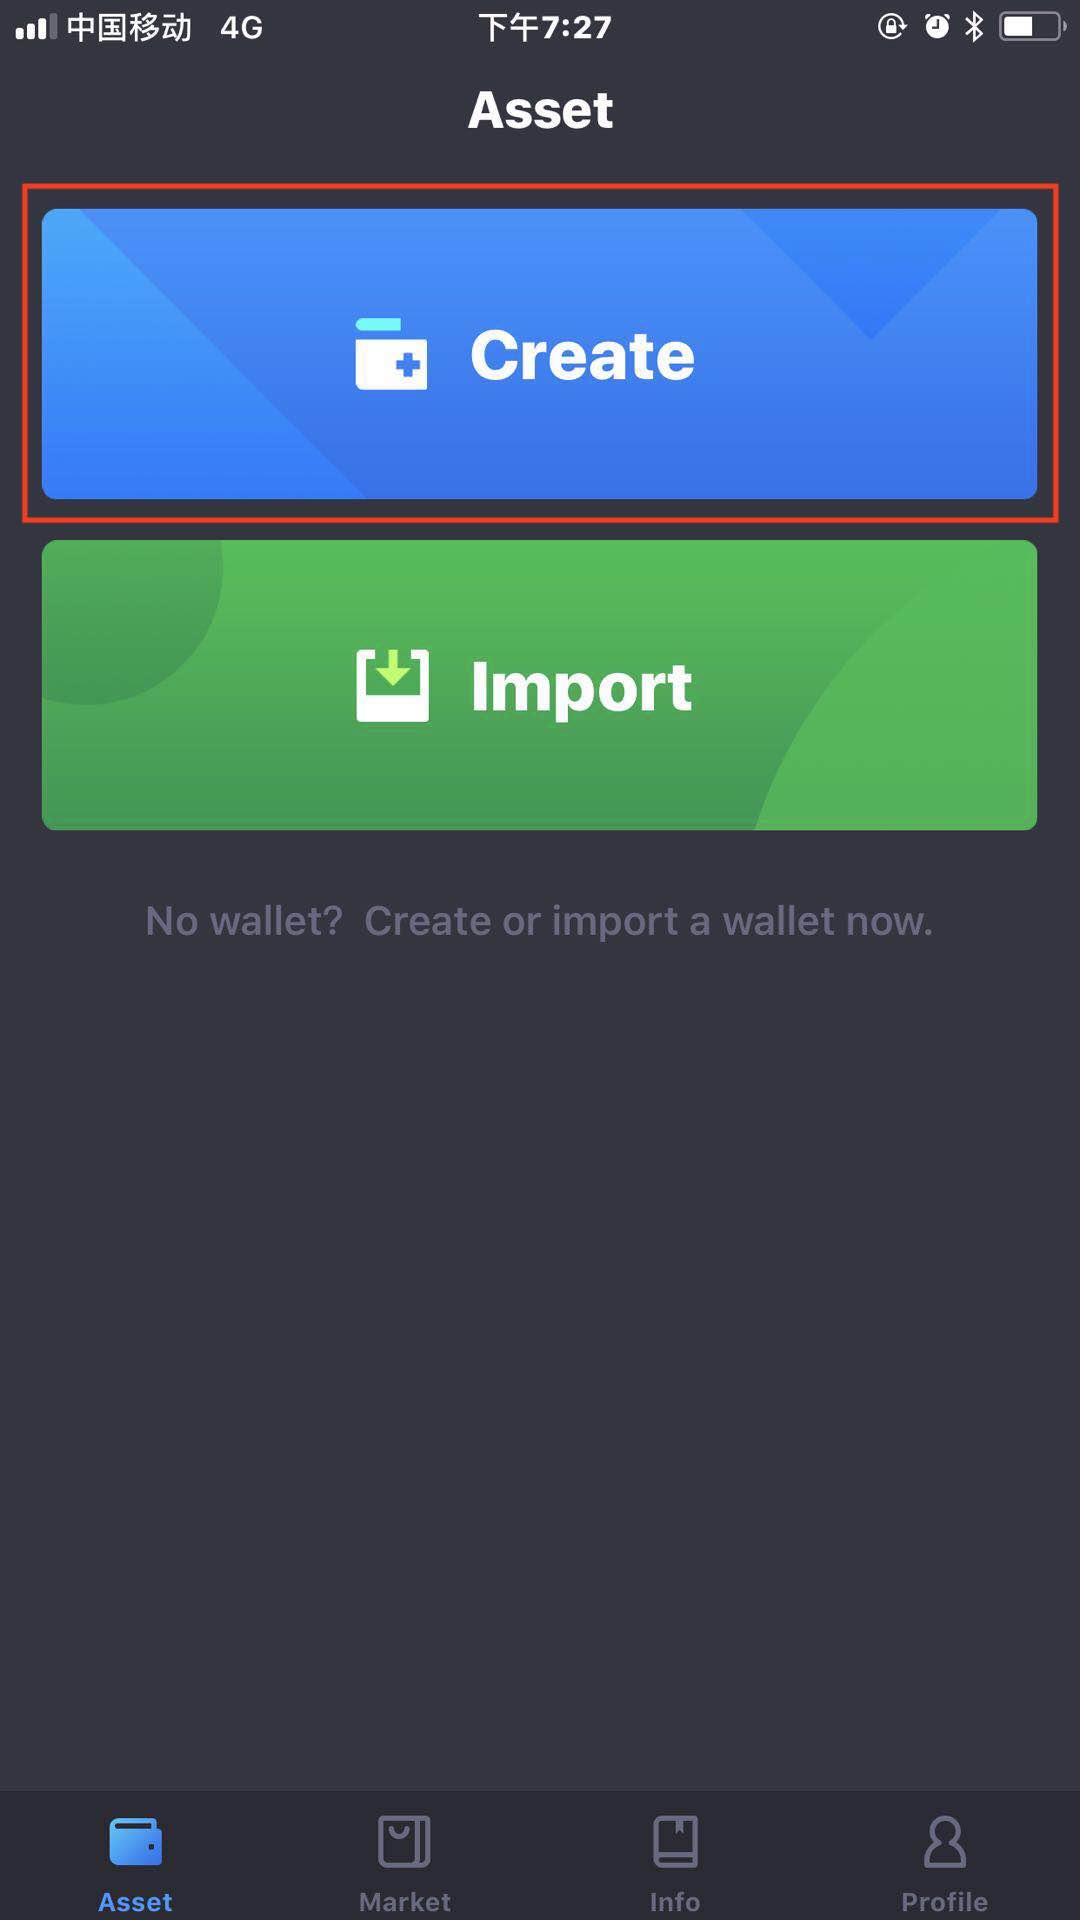 中国移动 4G 下午7:27
Asset
Create
Import
No wallet? Create or import a wallet now.
Asset Market Info Profile